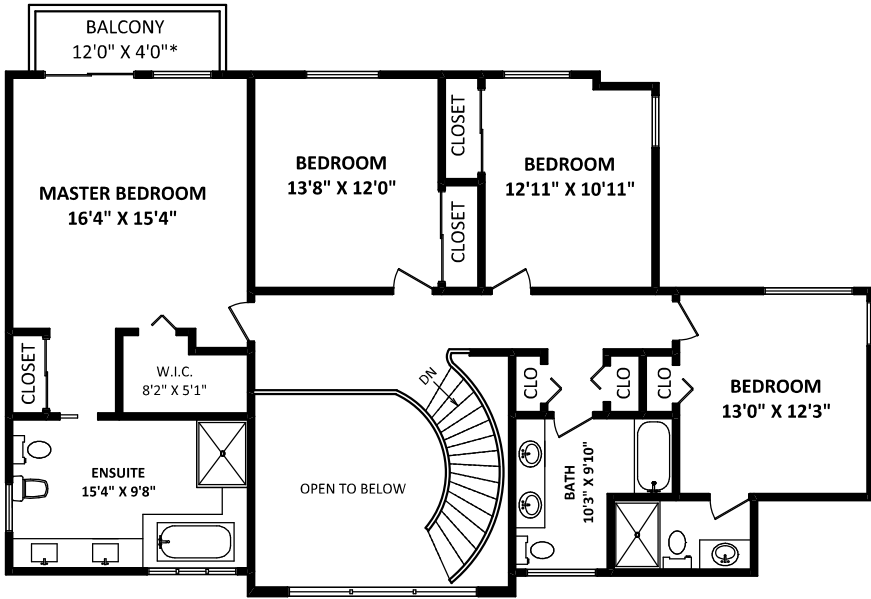 BALCONY
12'0" X 4'0"*
CLOSET
BEDROOM
13'8" X 12'0"
BEDROOM
12'11" X 10'11"
MASTER BEDROOM
16'4" X 15'4"
CLOSET
CLOSET
W.I.C.
8'2" X 5'1"
DN
CLO
CLO
CLO
BEDROOM
13'0" X 12'3"
ENSUITE
15'4" X 9'8"
OPEN TO BELOW
BATH
10'3" X 9'10"